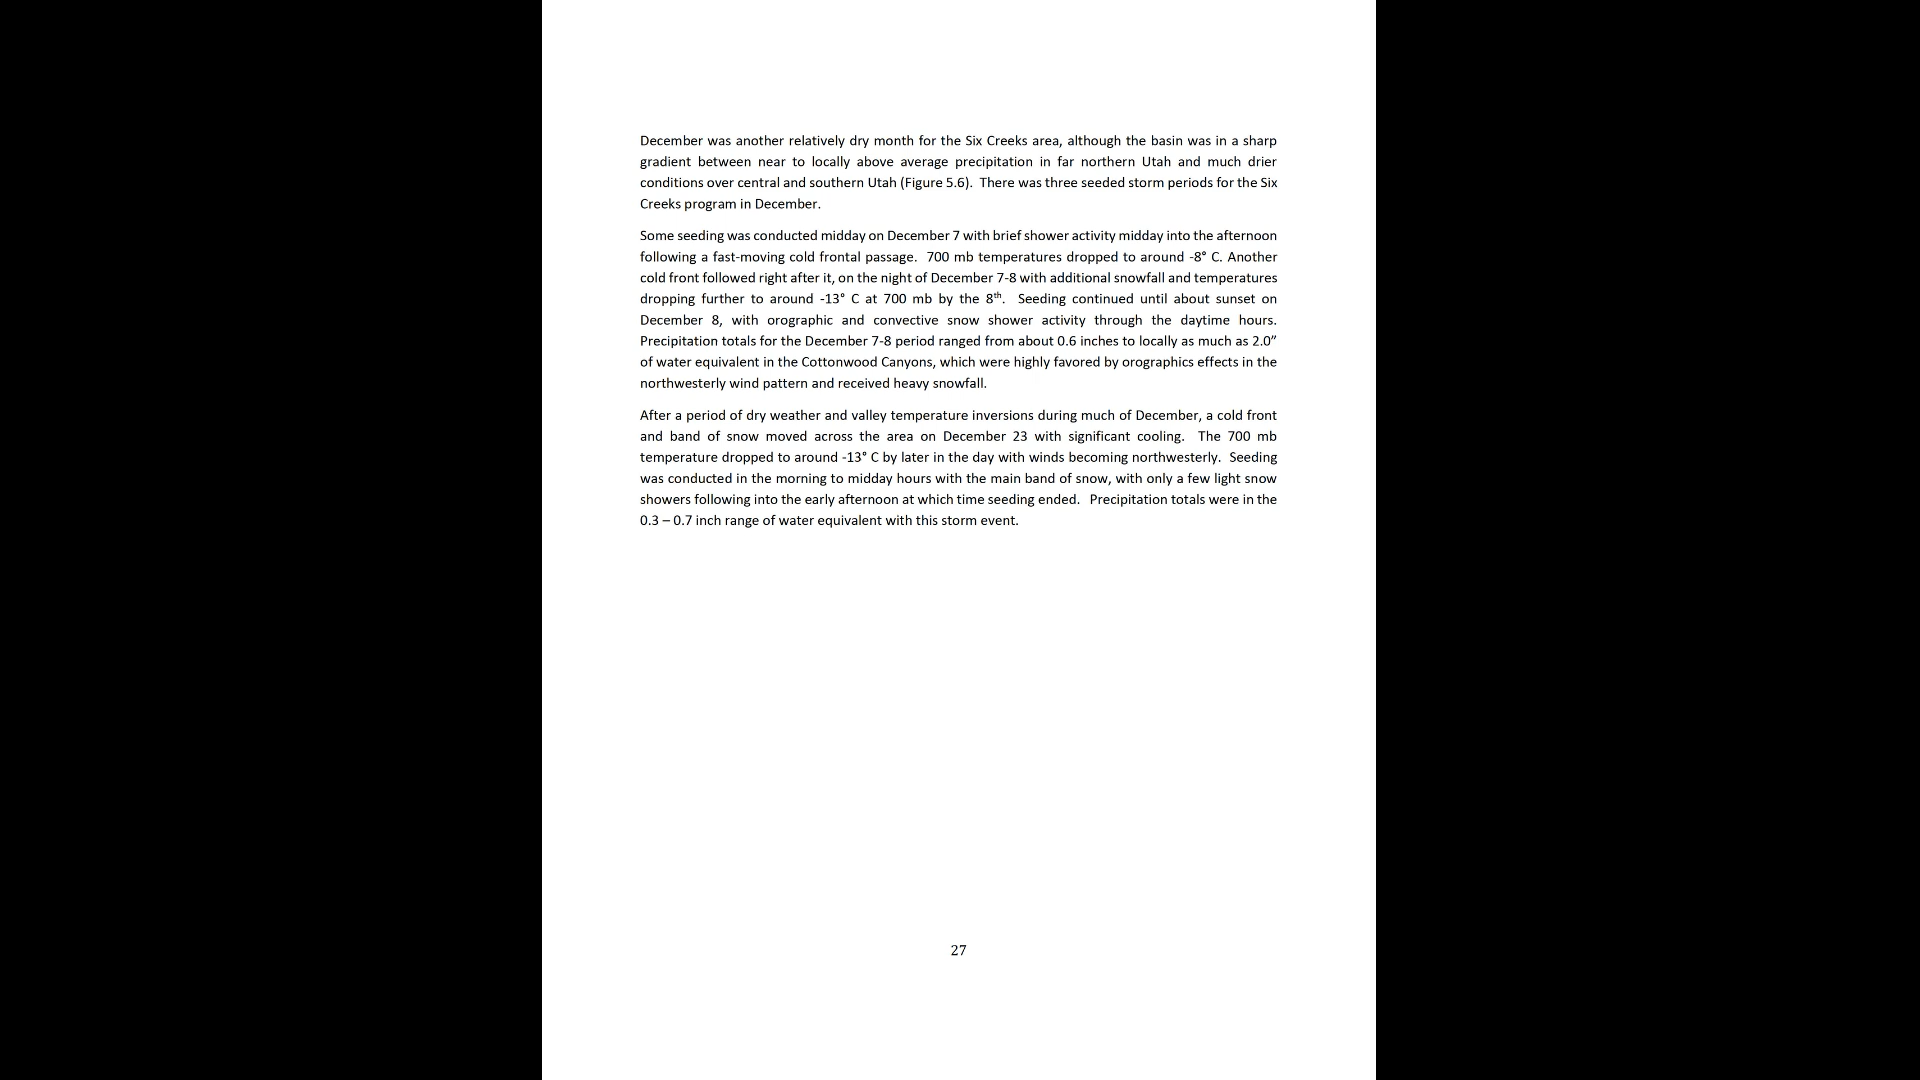 December was another relatively dry month for the Six Creeks area, although the basin was in a sharp
gradient between near to locally above average precipitation in far northern Utah and much drier
conditions over central and southern Utah (Figure 5.6).  There was three seeded storm periods for the Six
Creeks program in December.
Some seeding was conducted midday on December 7 with brief shower activity midday into the afternoon
following a fast-moving cold frontal passage.  700 mb temperatures dropped to around -8° C. Another
cold front followed right after it, on the night of December 7-8 with additional snowfall and temperatures
dropping further to around -13° C at 700 mb by the 8th.  Seeding continued until about sunset on
December 8, with orographic and convective snow shower activity through the daytime hours.
Precipitation totals for the December 7-8 period ranged from about 0.6 inches to locally as much as 2.0”
of water equivalent in the Cottonwood Canyons, which were highly favored by orographics effects in the
northwesterly wind pattern and received heavy snowfall.
After a period of dry weather and valley temperature inversions during much of December, a cold front
and band of snow moved across the area on December 23 with significant cooling.  The 700 mb
temperature dropped to around -13° C by later in the day with winds becoming northwesterly.  Seeding
was conducted in the morning to midday hours with the main band of snow, with only a few light snow
showers following into the early afternoon at which time seeding ended.   Precipitation totals were in the
0.3 – 0.7 inch range of water equivalent with this storm event.
27